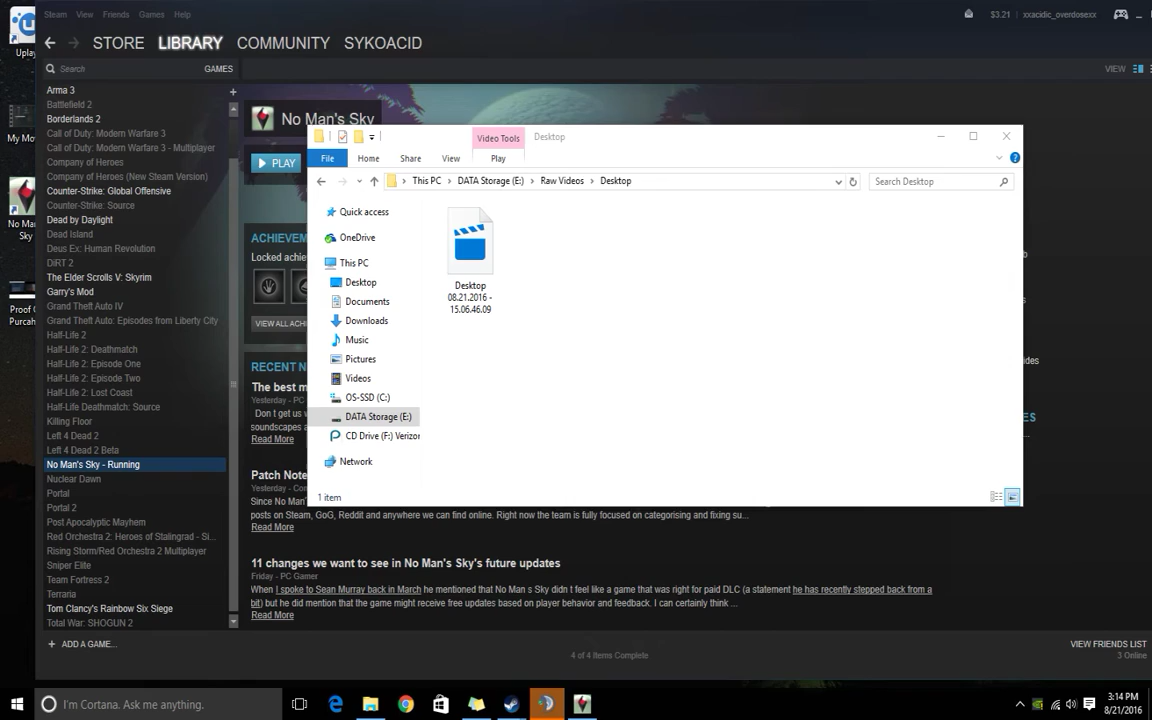 Steam View Friends Games Help
$3.21 xxacidic_overdosexx
STORE LIBRARY COMMUNITY SYKOACID
Search GAMES
VIEW
Uplay
My Mo
No Man
Sky
Proof O
Purcah
Arma 3
Battlefield 2
Borderlands 2
Call of Duty: Modern Warfare 3
Call of Duty: Modern Warfare 3 - Multiplayer
Company of Heroes
Company of Heroes (New Steam Version)
Counter-Strike: Global Offensive
Counter-Strike: Source
Dead by Daylight
Dead Island
Deus Ex: Human Revolution
DiRT 2
The Elder Scrolls V: Skyrim
Garry's Mod
Grand Theft Auto IV
Grand Theft Auto: Episodes from Liberty City
Half-Life 2
Half-Life 2: Deathmatch
Half-Life 2: Episode One
Half-Life 2: Episode Two
Half-Life 2: Lost Coast
Half-Life Deathmatch: Source
Killing Floor
Left 4 Dead 2
Left 4 Dead 2 Beta
No Man's Sky - Running
Nuclear Dawn
Portal
Portal 2
Post Apocalyptic Mayhem
Red Orchestra 2: Heroes of Stalingrad - Si...
Rising Storm/Red Orchestra 2 Multiplayer
Sniper Elite
Team Fortress 2
Terraria
Tom Clancy's Rainbow Six Siege
Total War: SHOGUN 2
+ ADD A GAME...
No Man's Sky
PLAY
ACHIEVEM
Locked achie
VIEW ALL ACHI
RECENT N
The best m
Yesterday - PC
Don t get us
soundscapes
Read More
Patch Note
Yesterday - Co
Since No Man'
posts on Steam, GoG, Reddit and anywhere we can find online. Right now the team is fully focused on categorising and fixing su...
Read More
11 changes we want to see in No Man's Sky's future updates
Friday - PC Gamer
When I spoke to Sean Murray back in March he mentioned that No Man s Sky didn t feel like a game that was right for paid DLC (a statement he has recently stepped back from a
bit) but he did mention that the game might receive free updates based on player behavior and feedback. I can certainly think ...
Read More
4 of 4 Items Complete
VIEW FRIENDS LIST
3 Online
Video Tools Desktop
File Home Share View Play
This PC DATA Storage (E:) Raw Videos Desktop
Search Desktop
Quick access
OneDrive
This PC
Desktop
Documents
Downloads
Music
Pictures
Videos
OS-SSD (C:)
DATA Storage (E:)
CD Drive (F:) Verizon
Network
Desktop
08.21.2016 -
15.06.46.09
1 item
ides
ES
I'm Cortana. Ask me anything.
3:14 PM
8/21/2016